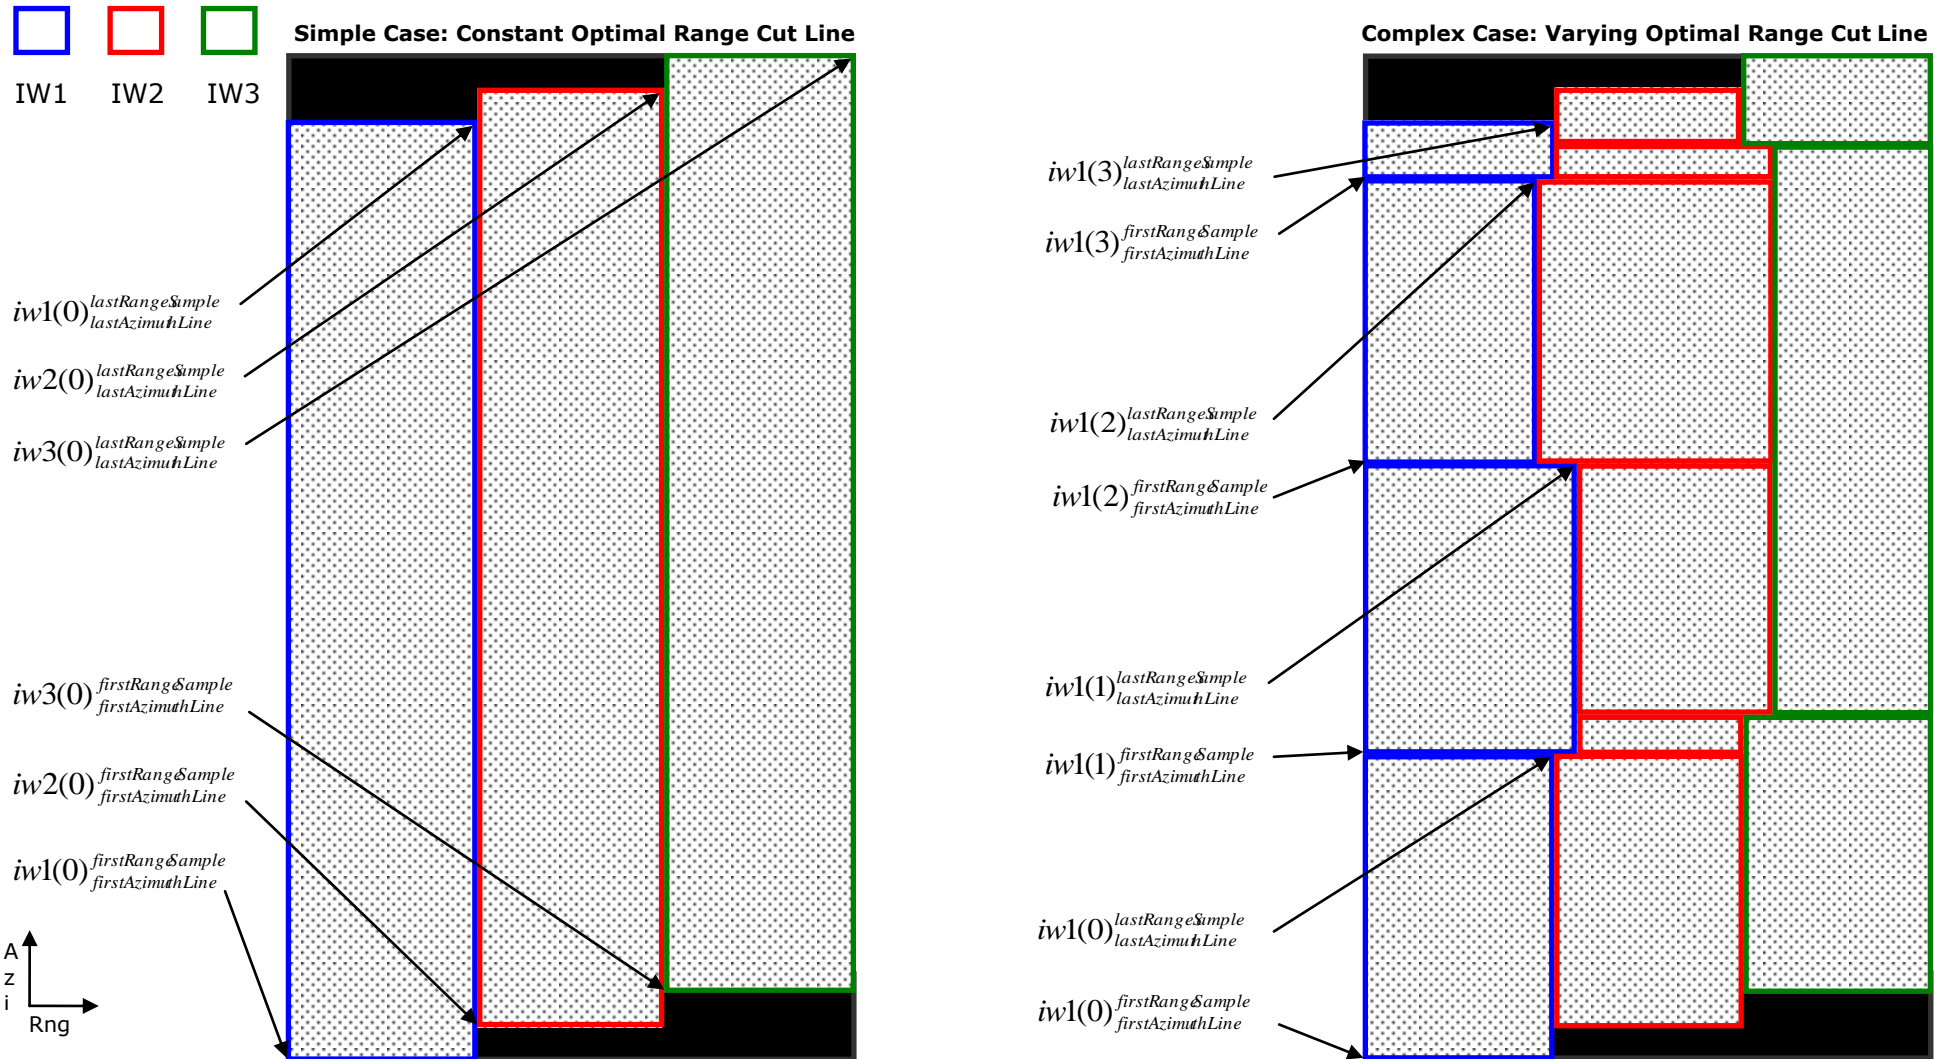 IW1 IW2 IW3
Simple Case: Constant Optimal Range Cut Line
iw1(0) lastRangeSample
lastAzimuthLine
iw2(0) lastRangeSample
lastAzimuthLine
iw3(0) lastRangeSample
lastAzimuthLine
iw3(0) firstRangeSample
firstAzimuthLine
iw2(0) firstRangeSample
firstAzimuthLine
iw1(0) firstRangeSample
firstAzimuthLine
Azi
Rng
Complex Case: Varying Optimal Range Cut Line
iw1(3) lastRangeSample
lastAzimuthLine
iw1(3) firstRangeSample
firstAzimuthLine
iw1(2) lastRangeSample
lastAzimuthLine
iw1(2) firstRangeSample
firstAzimuthLine
iw1(1) lastRangeSample
lastAzimuthLine
iw1(1) firstRangeSample
firstAzimuthLine
iw1(0) lastRangeSample
lastAzimuthLine
iw1(0) firstRangeSample
firstAzimuthLine